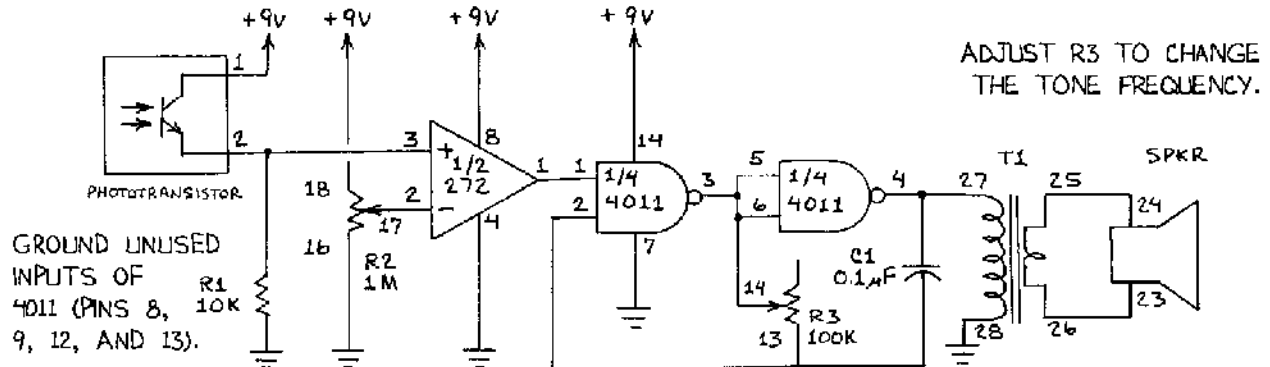 +9V
+9V
+9V
+9V
ADJUST R3 TO CHANGE
THE TONE FREQUENCY.
1
2
PHOTOTRANSISTOR
18
17
16
R2
1M
3
+
1/2
272
2
-
8
4
1
1
2
1/4
4011
14
7
3
5
6
1/4
4011
4
14
13
R3
100K
C1
0.1µF
T1
27
28
25
26
SPKR
24
23
GROUND UNUSED
INPUTS OF
4011 (PINS 8,
9, 12, AND 13).
R1
10K